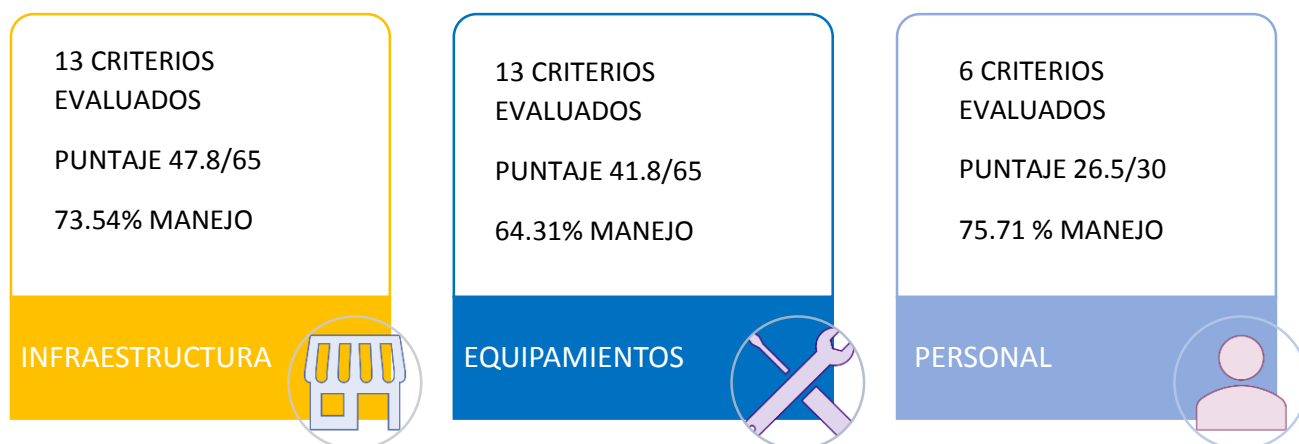 13 CRITERIOS
EVALUADOS
PUNTAJE 47.8/65
73.54% MANEJO
INFRAESTRUCTURA
13 CRITERIOS
EVALUADOS
PUNTAJE 41.8/65
64.31% MANEJO
EQUIPAMIENTOS
6 CRITERIOS
EVALUADOS
PUNTAJE 26.5/30
75.71 % MANEJO
PERSONAL